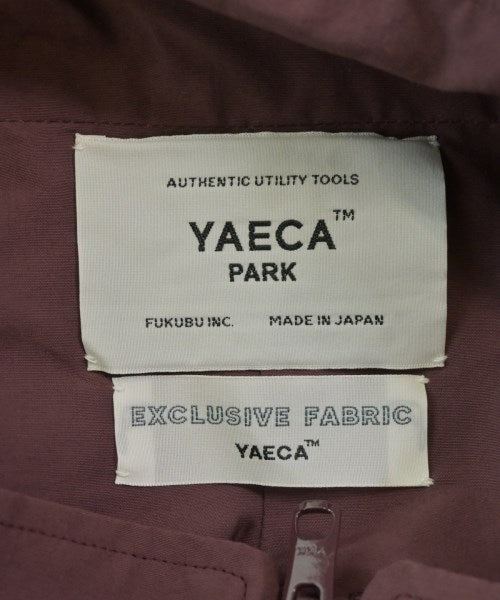 AUTHENTIC UTILITY TOOLS
YAECA™
PARK
FUKUBU INC. MADE IN JAPAN
EXCLUSIVE FABRIC
YAECA™